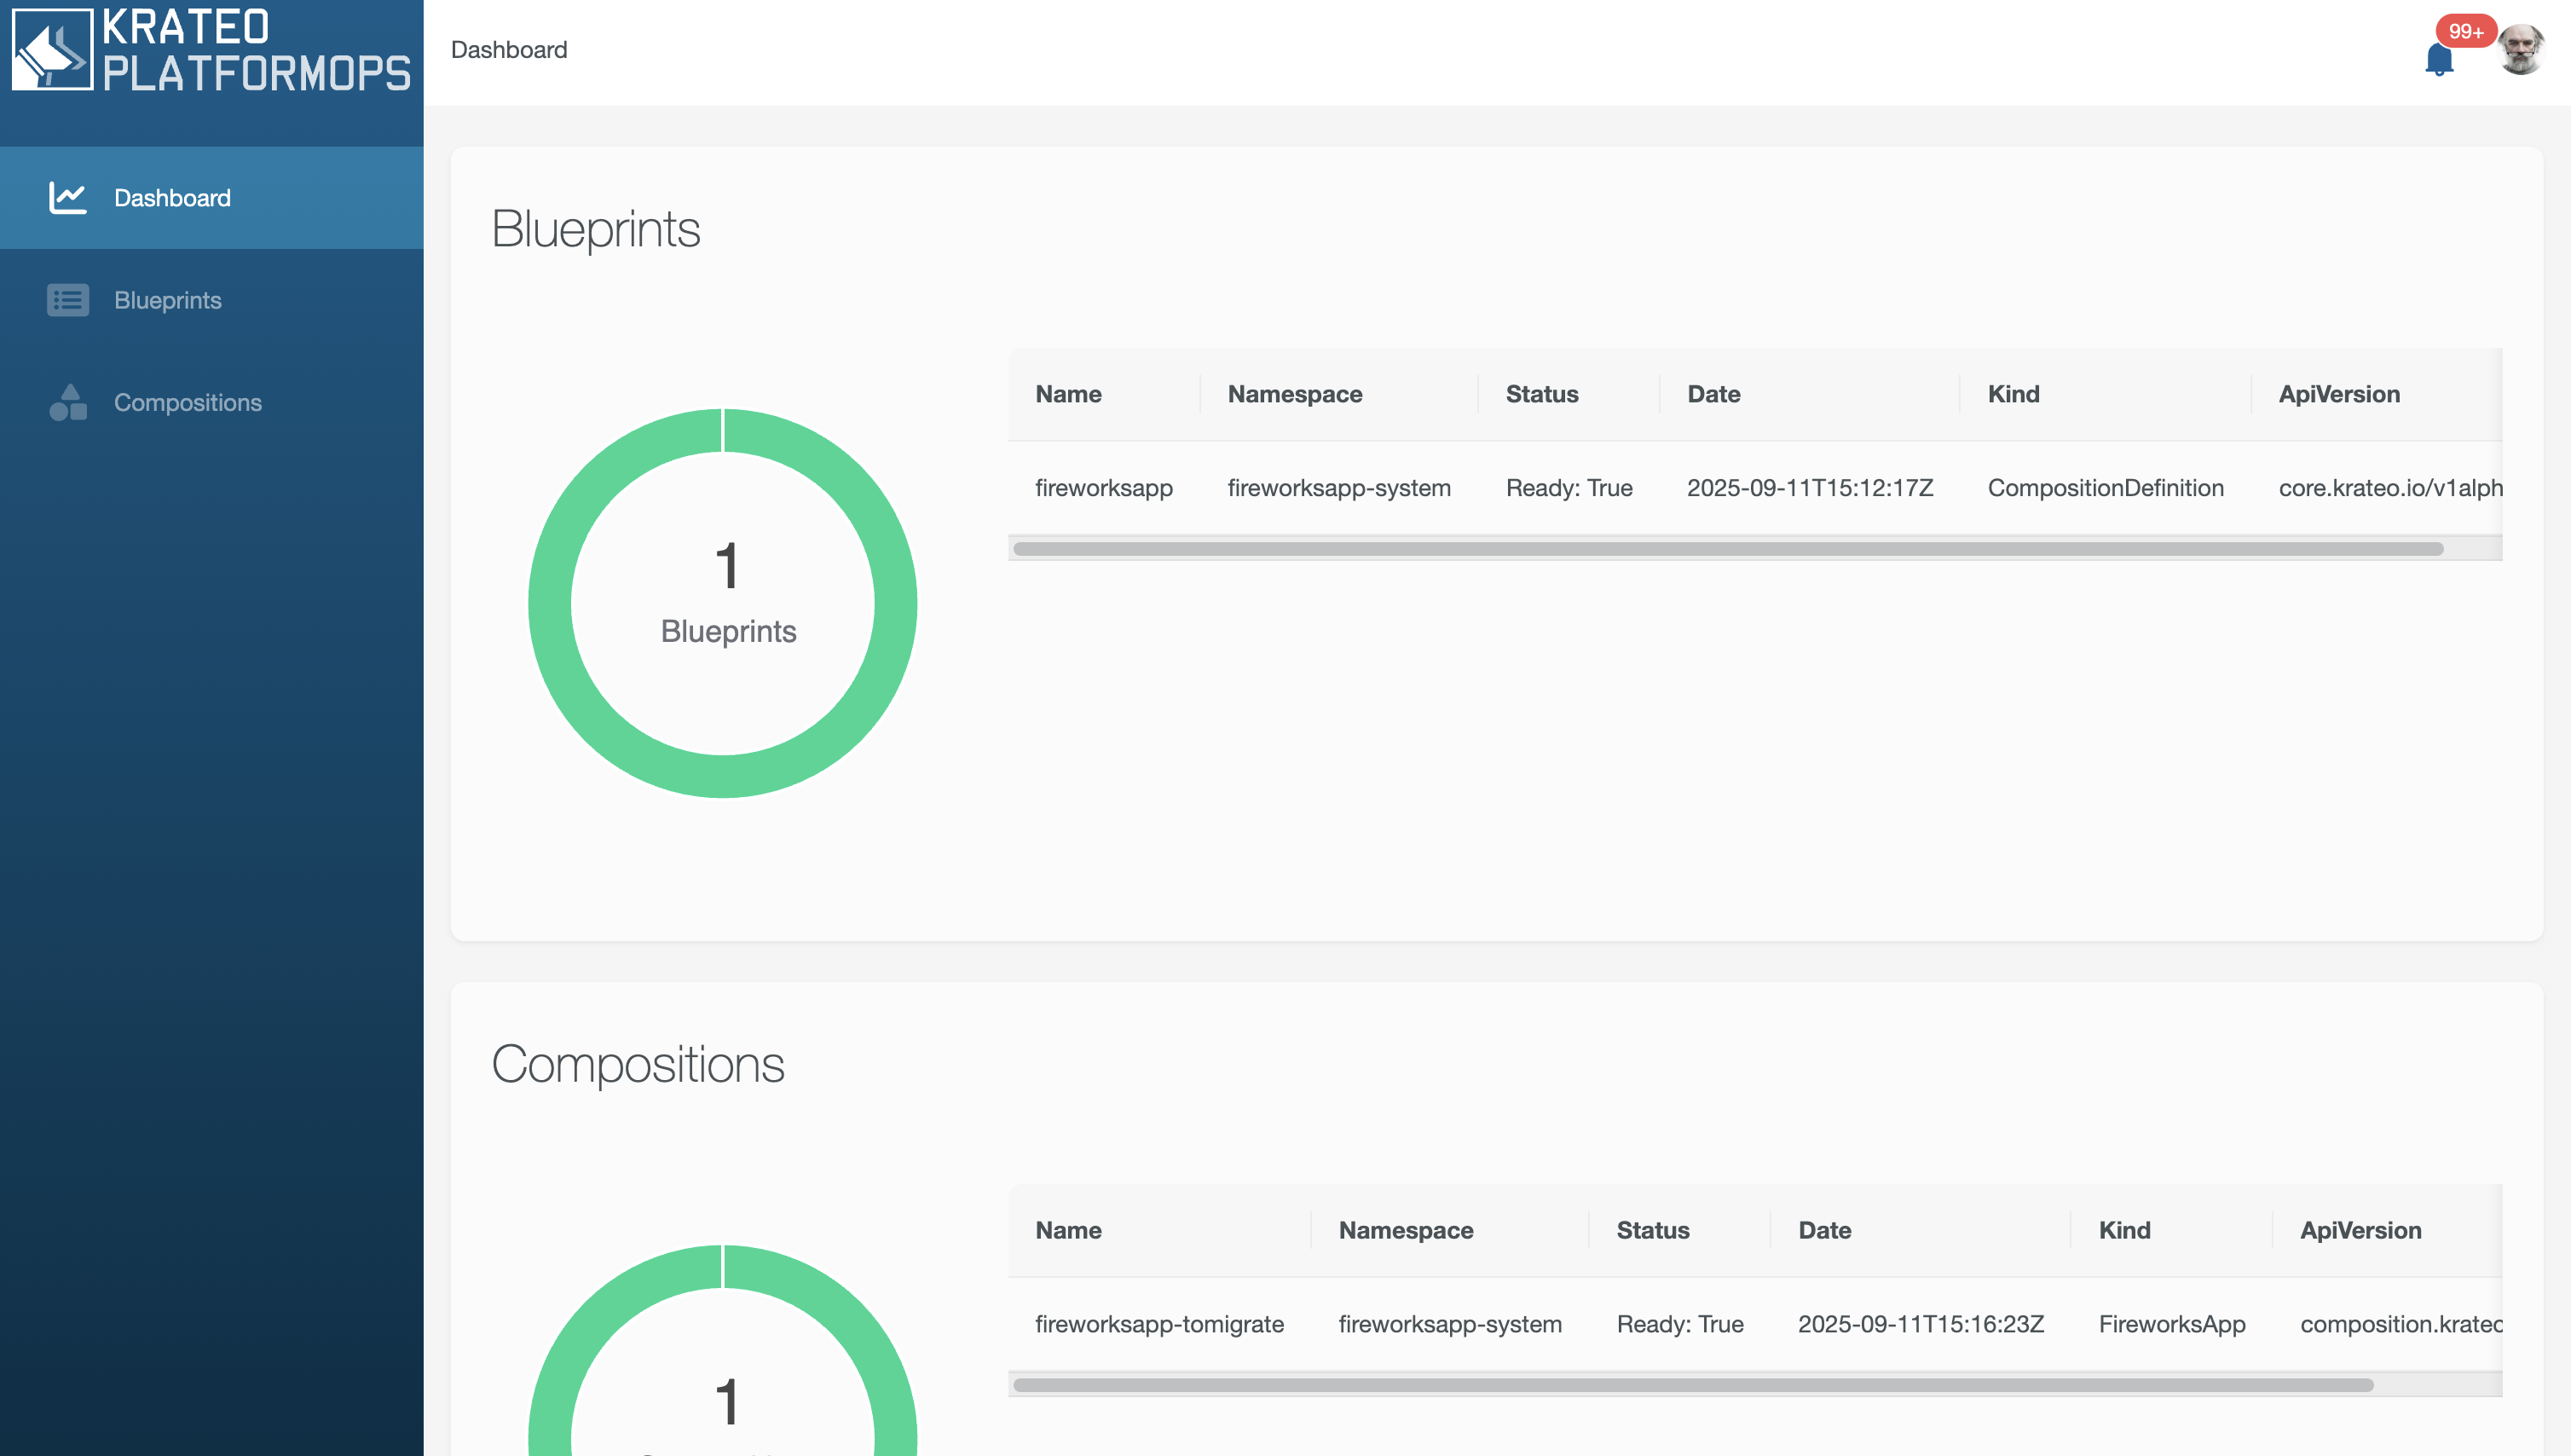 KRATEO
PLATFORMOPS
Dashboard
99+
Dashboard
Blueprints
Compositions
Blueprints
1
Blueprints
Name Namespace Status Date Kind ApiVersion
fireworksapp fireworksapp-system Ready: True 2025-09-11T15:12:17Z CompositionDefinition core.krateo.io/v1alph
Compositions
1
Name Namespace Status Date Kind ApiVersion
fireworksapp-tomigrate fireworksapp-system Ready: True 2025-09-11T15:16:23Z FireworksApp composition.krateo